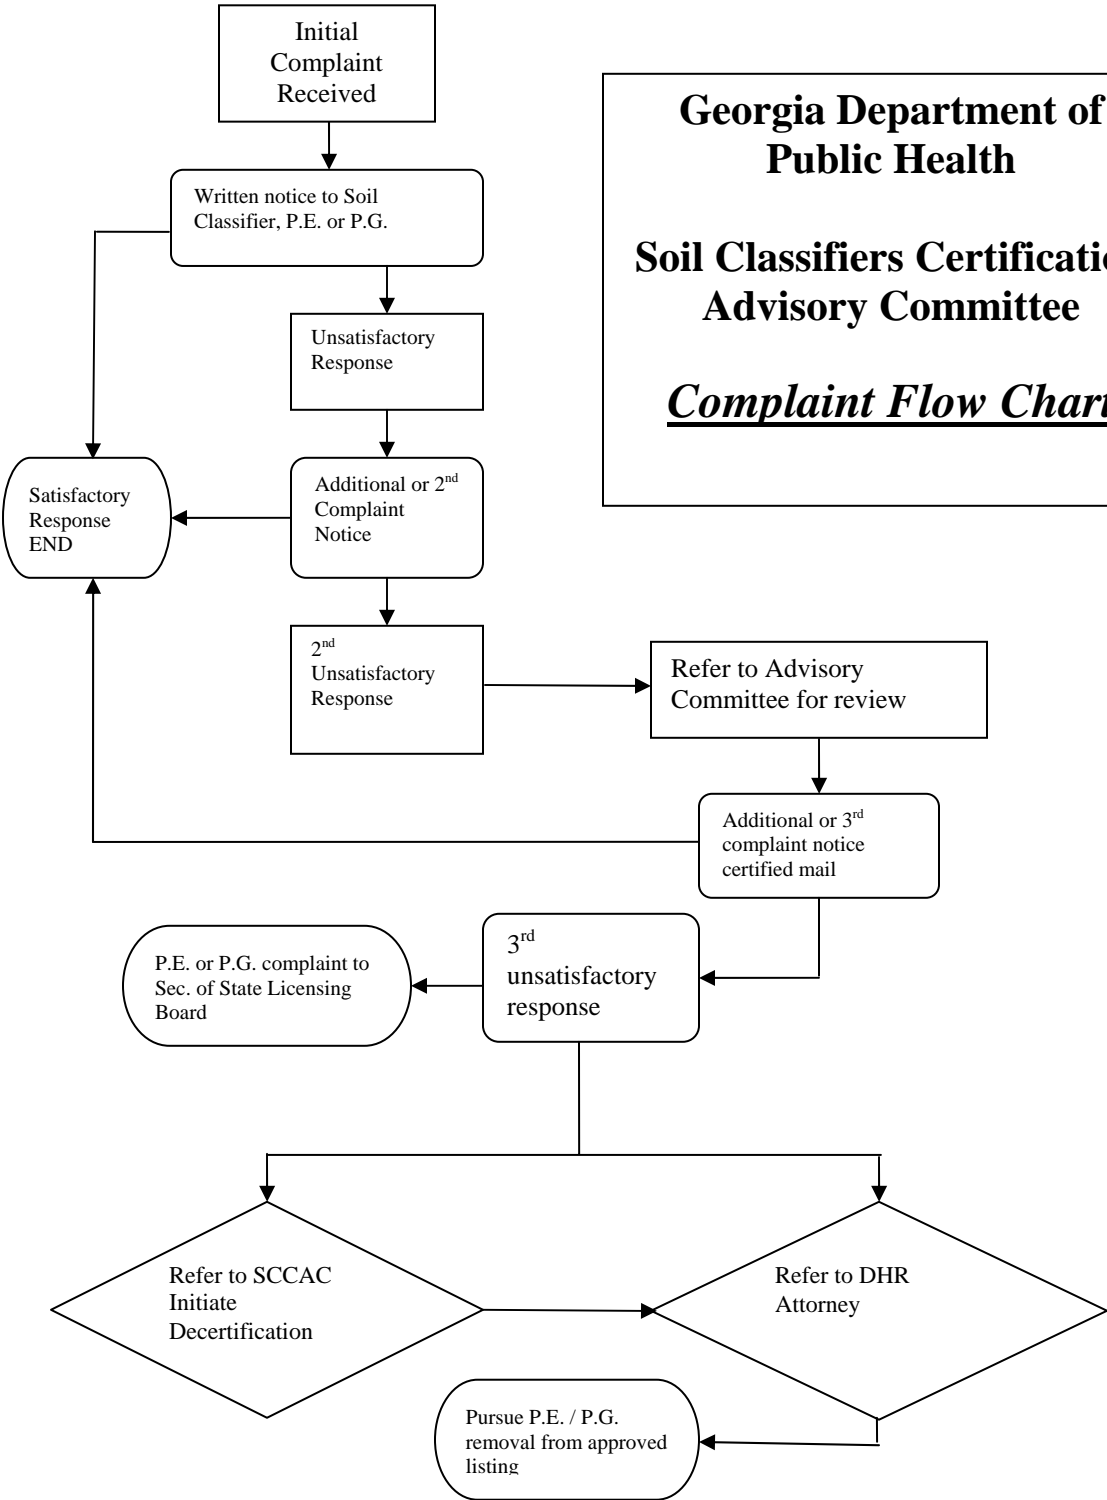 Initial
Complaint
Received
Georgia Department of
Public Health
Soil Classifiers Certificatio
Advisory Committee
Complaint Flow Chart
Written notice to Soil
Classifier, P.E. or P.G.
Unsatisfactory
Response
Satisfactory
Response
END
Additional or 2nd
Complaint
Notice
2nd
Unsatisfactory
Response
Refer to Advisory
Committee for review
Additional or 3rd
complaint notice
certified mail
3rd
unsatisfactory
response
P.E. or P.G. complaint to
Sec. of State Licensing
Board
Refer to SCCAC
Initiate
Decertification
Refer to DHR
Attorney
Pursue P.E. / P.G.
removal from approved
listing